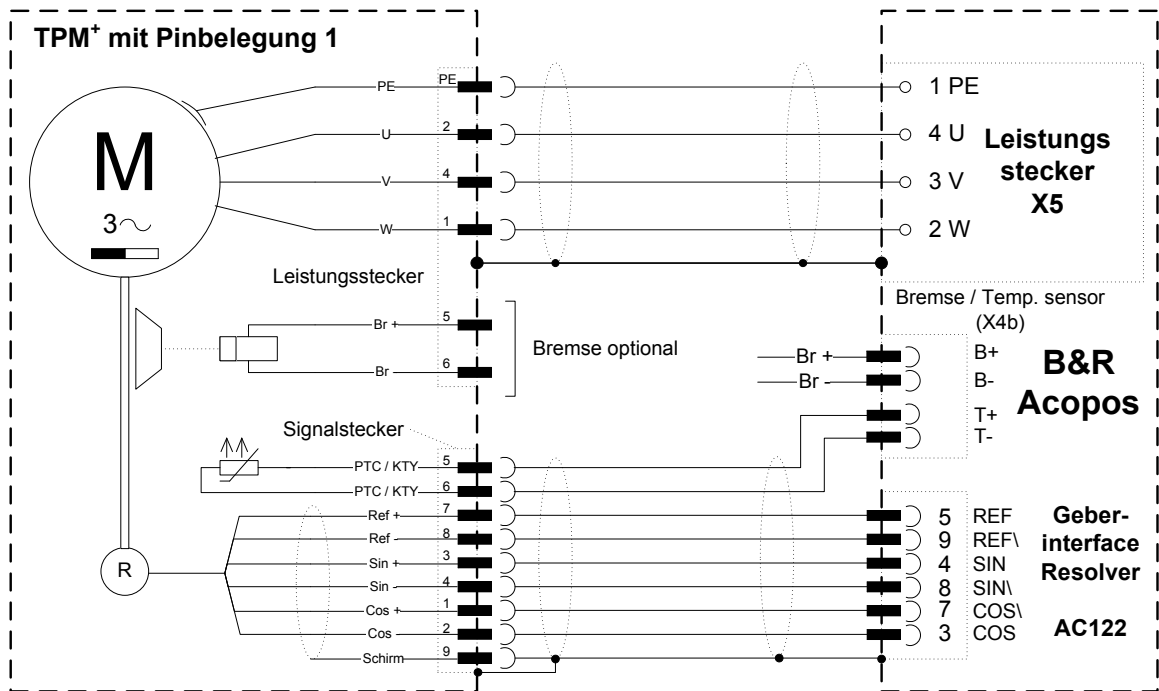 TPM+ mit Pinbelegung 1
M
3
PE
U
V
W
PE
2
4
1
Leistungsstecker
Br +
Br
5
6
Bremse optional
Signalstecker
PTC / KTY
PTC / KTY
Ref +
Ref -
Sin +
Sin -
Cos +
Cos -
Schirm
5
6
7
8
3
4
1
2
9
R
1 PE
4 U
3 V
2 W
Leistungs
stecker
X5
Bremse / Temp. sensor
(X4b)
Br +
Br -
B+
B-
T+
T-
B&R
Acopos
5 REF
9 REF\
4 SIN
8 SIN\
7 COS\
3 COS
Geber-
interface
Resolver
AC122